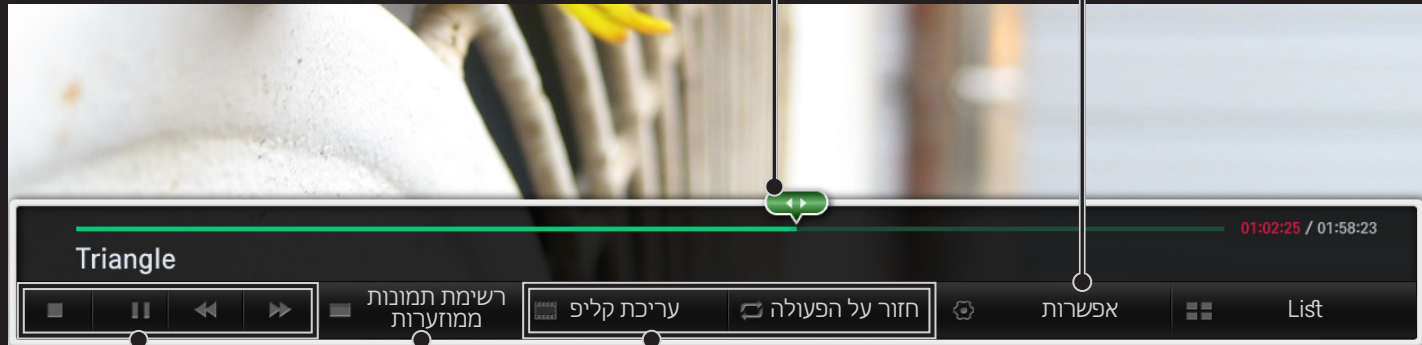 01:02:25 / 01:58:23
Triangle
רשימת תמונות
ממוזערות
עריכת קליפ
חזור על הפעולה
אפשרות
List